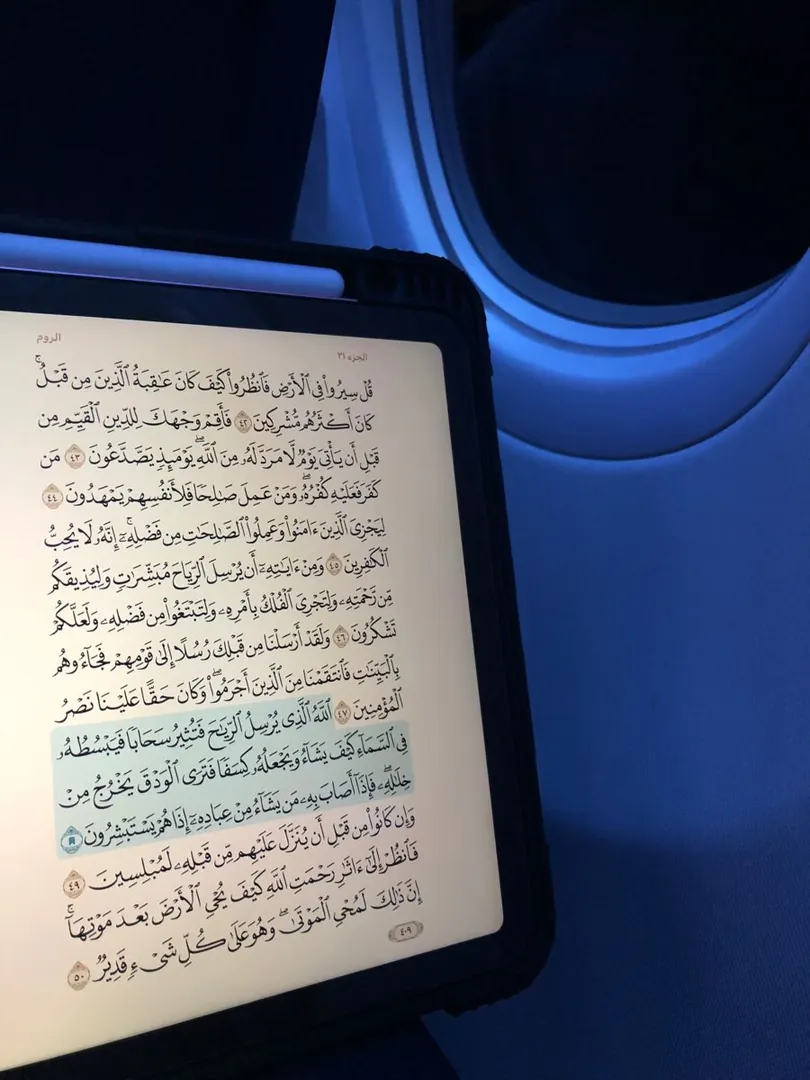 الروم
الجزء ٢١
قُلْ سِيرُوا۟ فِى ٱلْأَرْضِ فَٱنظُرُوا۟ كَيْفَ كَانَ عَـٰقِبَةُ ٱلَّذِينَ مِن قَبْلُ ۚ
كَانَ أَكْثَرُهُم مُّشْرِكِينَ ٤٢ فَأَقِمْ وَجْهَكَ لِلدِّينِ ٱلْقَيِّمِ مِن
قَبْلِ أَن يَأْتِىَ يَوْمٌ لَّا مَرَدَّ لَهُۥ مِنَ ٱللَّهِ ۖ يَوْمَئِذٍ يَصَّدَّعُونَ ٤٣ مَن
كَفَرَ فَعَلَيْهِ كُفْرُهُۥ ۖ وَمَنْ عَمِلَ صَـٰلِحًا فَلِأَنفُسِهِمْ يَمْهَدُونَ ٤٤
لِيَجْزِىَ ٱلَّذِينَ ءَامَنُوا۟ وَعَمِلُوا۟ ٱلصَّـٰلِحَـٰتِ مِن فَضْلِهِۦٓ ۚ إِنَّهُۥ لَا يُحِبُّ
ٱلْكَـٰفِرِينَ ٤٥ وَمِنْ ءَايَـٰتِهِۦٓ أَن يُرْسِلَ ٱلرِّيَاحَ مُبَشِّرَٰتٍ وَلِيُذِيقَكُم
مِّن رَّحْمَتِهِۦ وَلِتَجْرِىَ ٱلْفُلْكُ بِأَمْرِهِۦ وَلِتَبْتَغُوا۟ مِن فَضْلِهِۦ وَلَعَلَّكُمْ
تَشْكُرُونَ ٤٦ وَلَقَدْ أَرْسَلْنَا مِن قَبْلِكَ رُسُلًا إِلَىٰ قَوْمِهِمْ فَجَآءُوهُم
بِٱلْبَيِّنَـٰتِ فَٱنتَقَمْنَا مِنَ ٱلَّذِينَ أَجْرَمُوا۟ ۖ وَكَانَ حَقًّا عَلَيْنَا نَصْرُ
ٱلْمُؤْمِنِينَ ٤٧ ٱللَّهُ ٱلَّذِى يُرْسِلُ ٱلرِّيَـٰحَ فَتُثِيرُ سَحَابًا فَيَبْسُطُهُۥ
فِى ٱلسَّمَآءِ كَيْفَ يَشَآءُ وَيَجْعَلُهُۥ كِسَفًا فَتَرَى ٱلْوَدْقَ يَخْرُجُ مِنْ
خِلَـٰلِهِۦ ۖ فَإِذَآ أَصَابَ بِهِۦ مَن يَشَآءُ مِنْ عِبَادِهِۦٓ إِذَا هُمْ يَسْتَبْشِرُونَ
وَإِن كَانُوا۟ مِن قَبْلِ أَن يُنَزَّلَ عَلَيْهِم مِّن قَبْلِهِۦ لَمُبْلِسِينَ ٤٩
فَٱنظُرْ إِلَىٰٓ ءَاثَـٰرِ رَحْمَتِ ٱللَّهِ كَيْفَ يُحْىِ ٱلْأَرْضَ بَعْدَ مَوْتِهَآ ۚ
إِنَّ ذَٰلِكَ لَمُحْىِ ٱلْمَوْتَىٰ ۖ وَهُوَ عَلَىٰ كُلِّ شَىْءٍ قَدِيرٌ ٥٠
٤٠٩